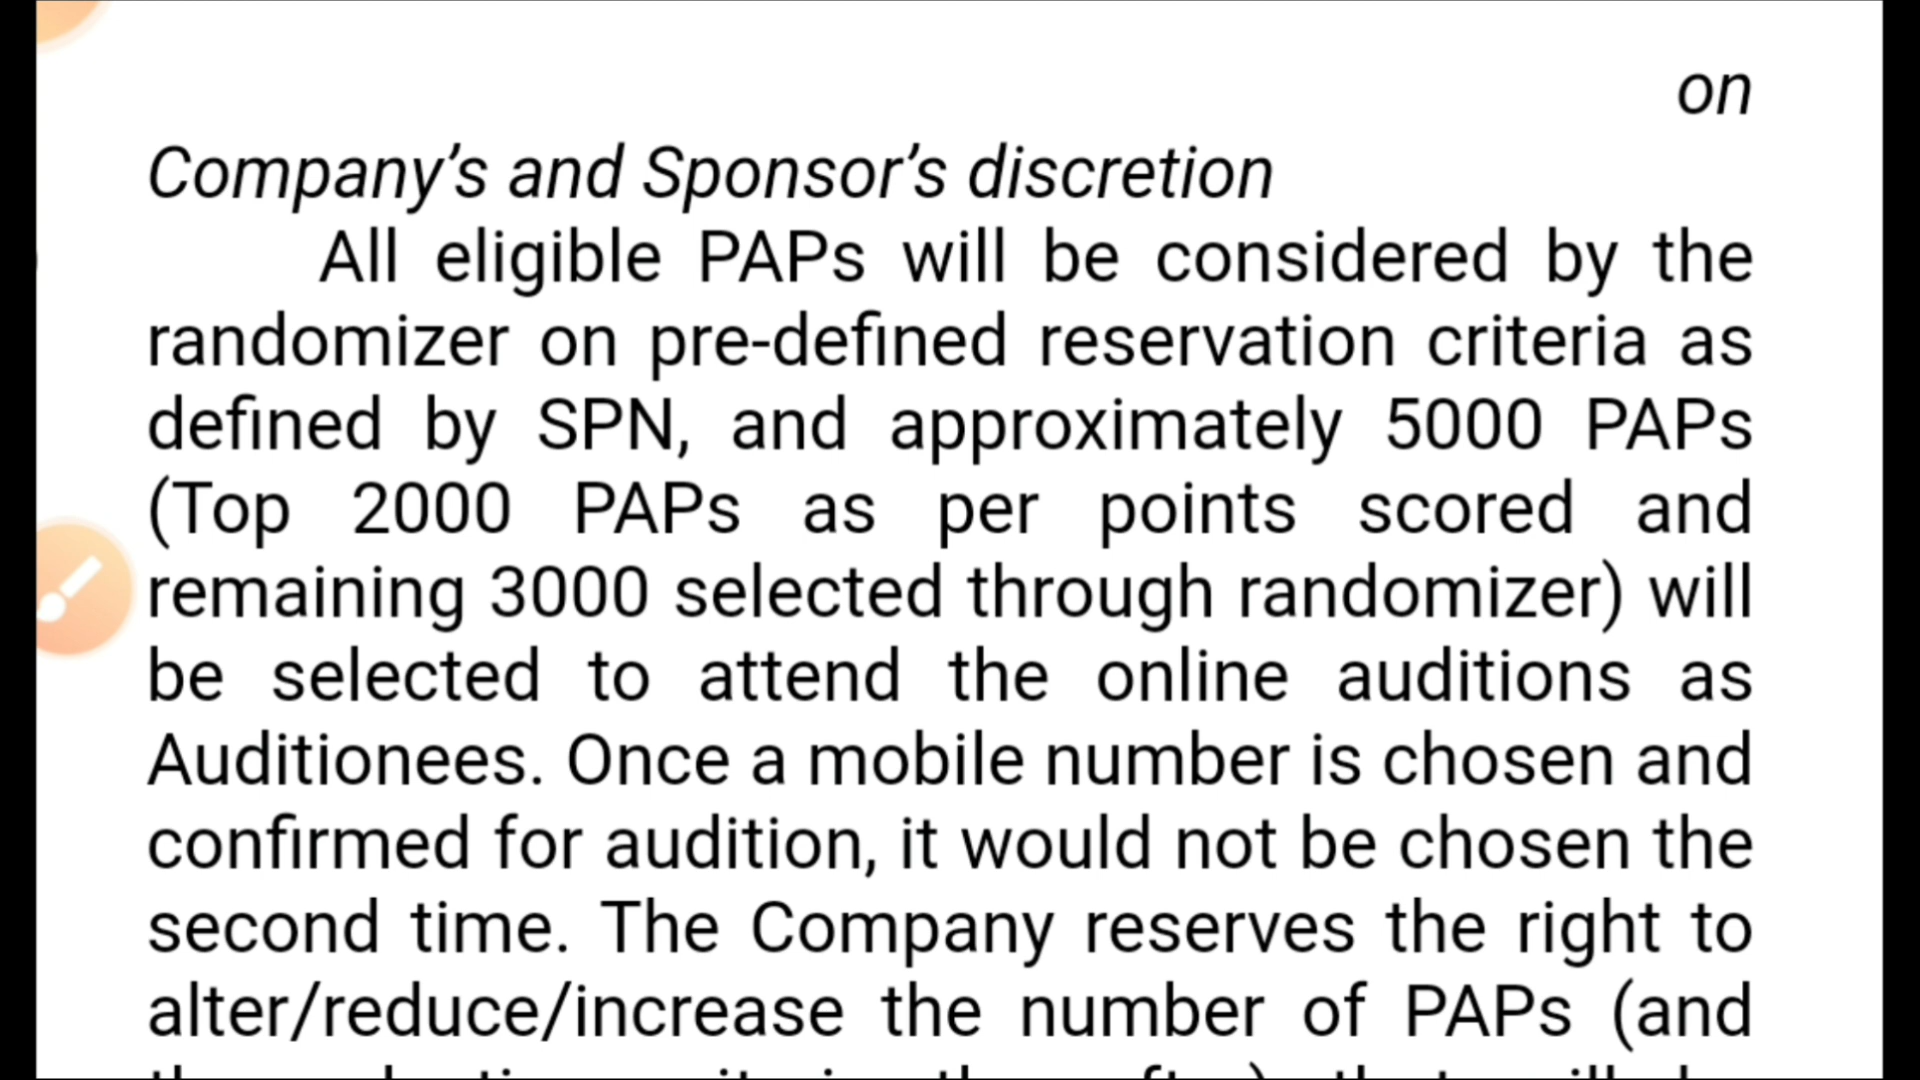 on
Company’s and Sponsor’s discretion
All eligible PAPs will be considered by the
randomizer on pre-defined reservation criteria as
defined by SPN, and approximately 5000 PAPs
(Top 2000 PAPs as per points scored and
remaining 3000 selected through randomizer) will
be selected to attend the online auditions as
Auditionees. Once a mobile number is chosen and
confirmed for audition, it would not be chosen the
second time. The Company reserves the right to
alter/reduce/increase the number of PAPs (and